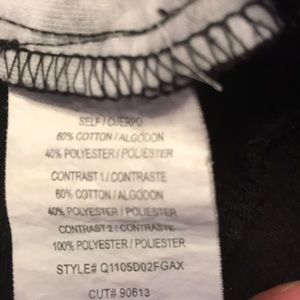 SELF / CUERPO
60% COTTON / ALGODON
40% POLYESTER / POLIESTER
CONTRAST 1 / CONTRASTE
60% COTTON / ALGODON
40% POLYESTER / POLIESTER
CONTRAST 2 / CONTRASTE
100% POLYESTER / POLIESTER
STYLE# Q1105D02FGAX
CUT# 90613